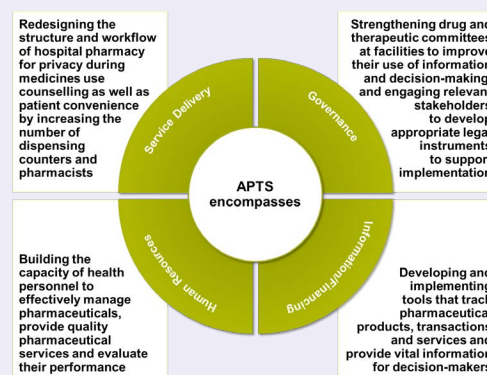 Redesigning the
structure and workflow
of hospital pharmacy
for privacy during
medicines use
counselling as well as
patient convenience
by increasing the
number of
dispensing
counters and
pharmacists
Strengthening drug and
therapeutic committees
at facilities to improve
their use of information
and decision-making
and engaging relevan
stakeholders
to develop
appropriate lega
instruments
to suppor
implementation
Service Delivery
Governance
APTS
encompasses
Human Resources
Information/Financing
Building the
capacity of health
personnel to
effectively manage
pharmaceuticals,
provide quality
pharmaceutical
services and evaluate
their performance
Developing and
implementing
tools that track
pharmaceutica
products, transactions
and services and
provide vital information
for decision-makers